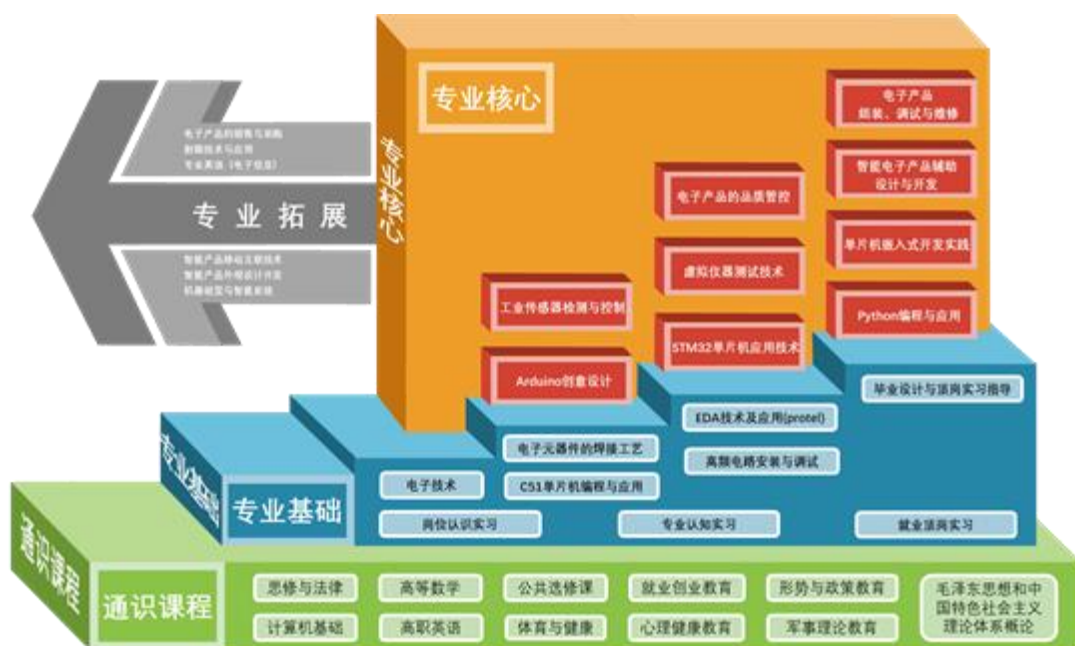 专业核心
专业核心
电子产品
组装、调试与维修
智能电子产品辅助
设计与开发
单片机嵌入式开发实践
Python编程与应用
电子产品的品质管控
虚拟仪器测试技术
STM32单片机应用技术
工业传感器检测与控制
Arduino创意设计
电子产品的销售与采购
射频技术与应用
专业英语（电子信息）
专业拓展
智能产品移动互联技术
智能产品外观设计开发
机器视觉与智能系统
专业基础
专业基础
毕业设计与顶岗实习指导
EDA技术及应用(protel)
高频电路安装与调试
电子元器件的焊接工艺
C51单片机编程与应用
电子技术
岗位认识实习
专业认知实习
就业顶岗实习
通识课程
通识课程
思修与法律
高等数学
公共选修课
就业创业教育
形势与政策教育
毛泽东思想和中
国特色社会主义
理论体系概论
计算机基础
高职英语
体育与健康
心理健康教育
军事理论教育